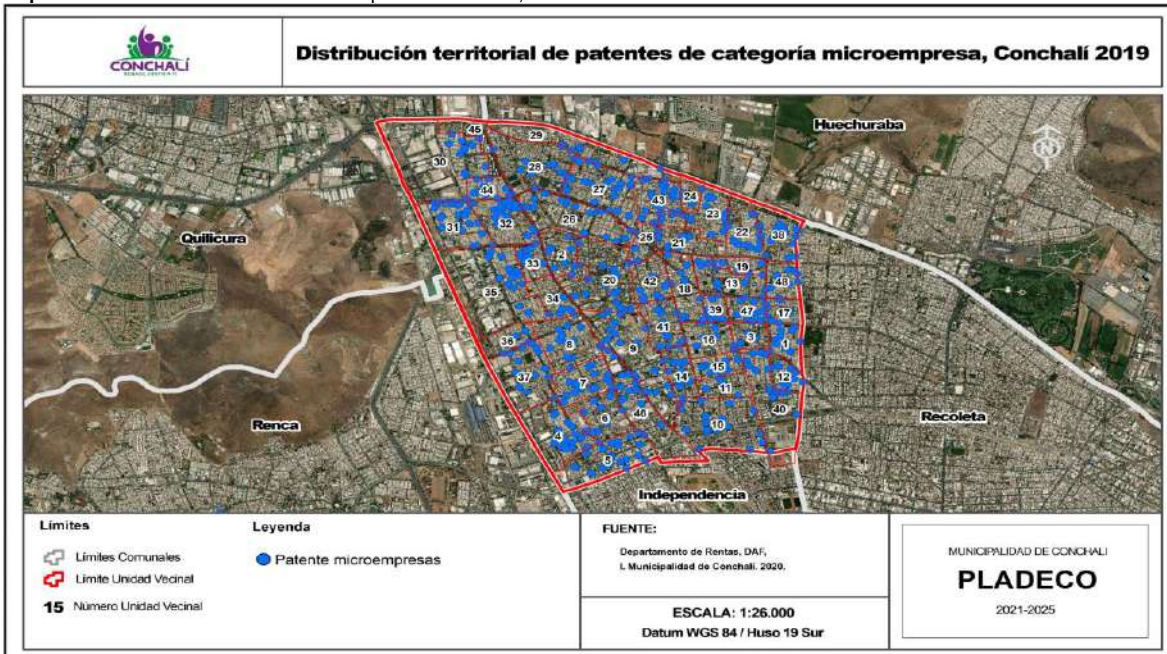 CONCHALÍ
Distribución territorial de patentes de categoría microempresa, Conchalí 2019
Huechuraba
Quilicura
Renca
Recoleta
Independencia
45
29
30
28
27
44
24
43
23
32
31
26
22
38
25
21
2
33
19
20
42
13
48
35
18
34
39
47
17
41
36
8
9
16
3
1
15
37
14
12
7
11
40
6
46
10
4
5
N
Límites
Límites Comunales
Límite Unidad Vecinal
15 Número Unidad Vecinal
Leyenda
Patente microempresas
FUENTE:
Departamento de Rentas, DAF,
I. Municipalidad de Conchalí. 2020.
ESCALA: 1:26.000
Datum WGS 84 / Huso 19 Sur
MUNICIPALIDAD DE CONCHALI
PLADECO
2021-2025